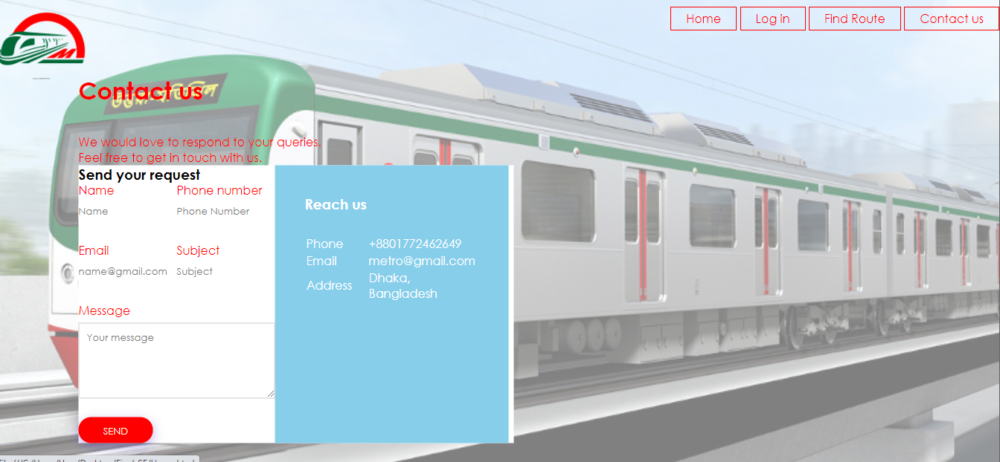 Home
Log in
Find Route
Contact us
Contact us
We would love to respond to your queries.
Feel free to get in touch with us.
Send your request
Name Phone number
Name Phone Number
Email Subject
name@gmail.com Subject
Message
Your message
SEND
Reach us
Phone +8801772462649
Email metro@gmail.com
Address Dhaka,
Bangladesh